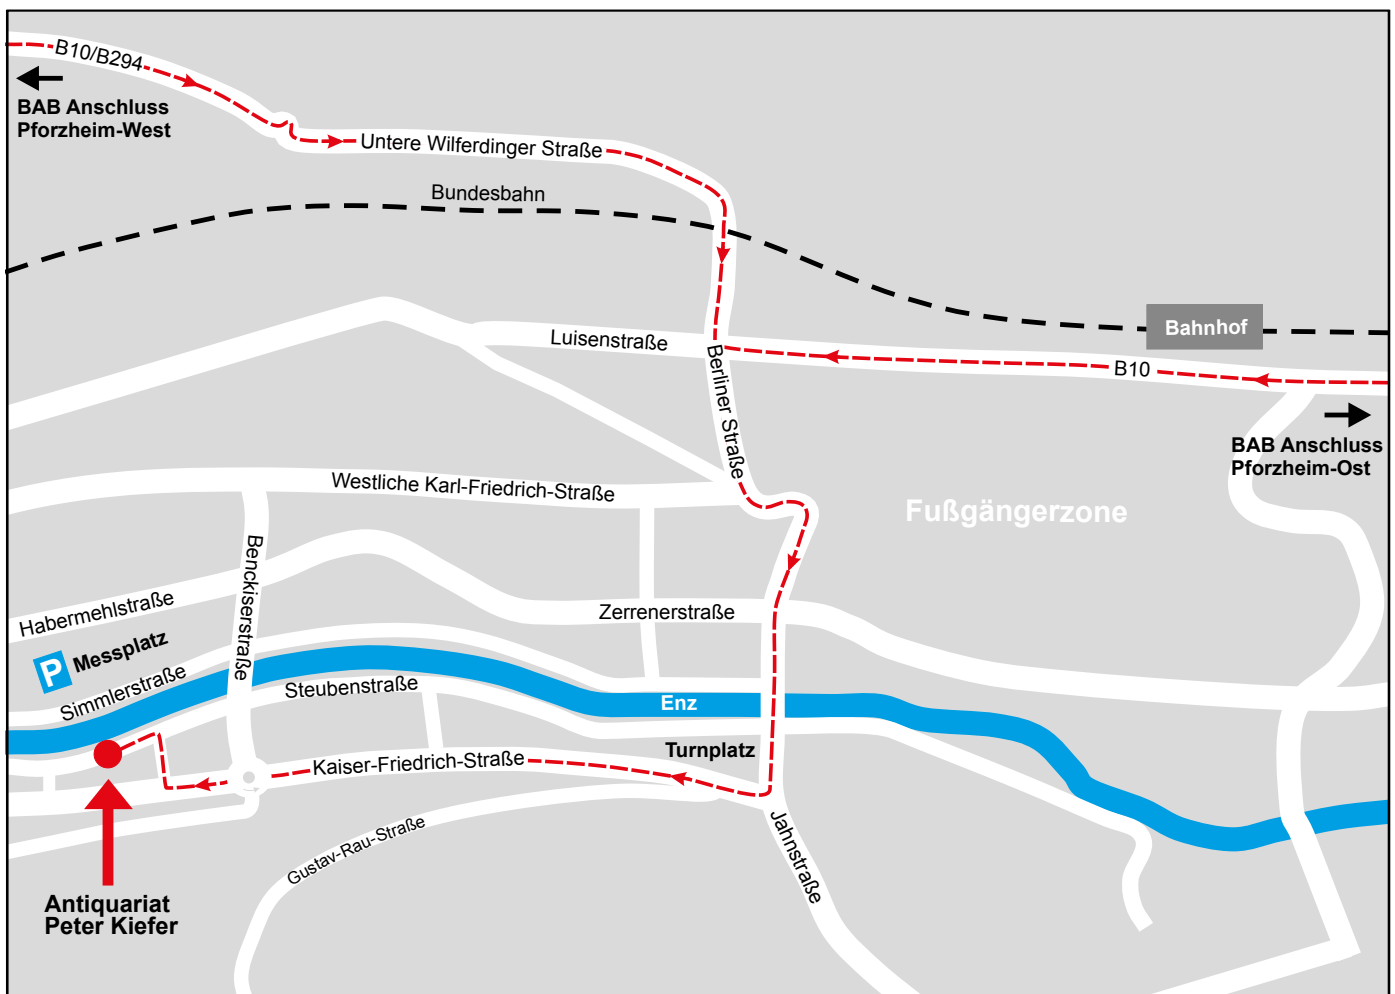 B10/B294
BAB Anschluss
Pforzheim-West
Untere Wilferdinger Straße
Bundesbahn
Bahnhof
Luisenstraße
B10
Berliner Straße
BAB Anschluss
Pforzheim-Ost
Westliche Karl-Friedrich-Straße
Fußgängerzone
Benckiserstraße
Habermehlstraße
Zerrenerstraße
P Messplatz
Simmlerstraße
Steubenstraße
Enz
Turnplatz
Kaiser-Friedrich-Straße
Gustav-Rau-Straße
Jahnstraße
Antiquariat
Peter Kiefer